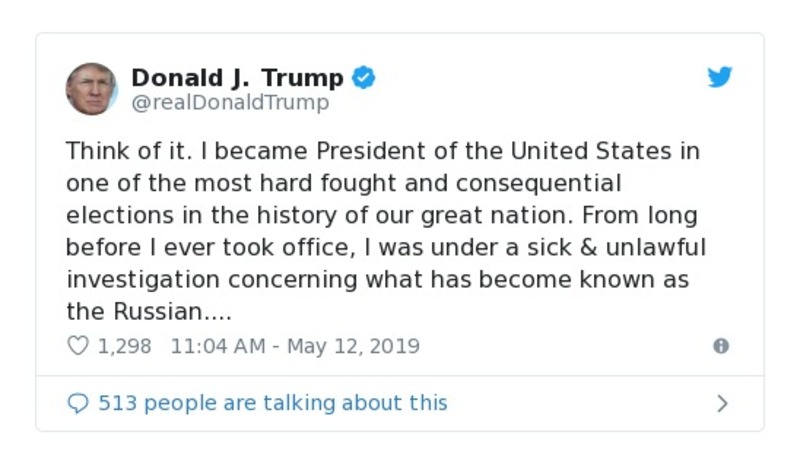 Donald J. Trump
@realDonaldTrump
Think of it. I became President of the United States in
one of the most hard fought and consequential
elections in the history of our great nation. From long
before I ever took office, I was under a sick & unlawful
investigation concerning what has become known as
the Russian....
1,298 11:04 AM - May 12, 2019
513 people are talking about this